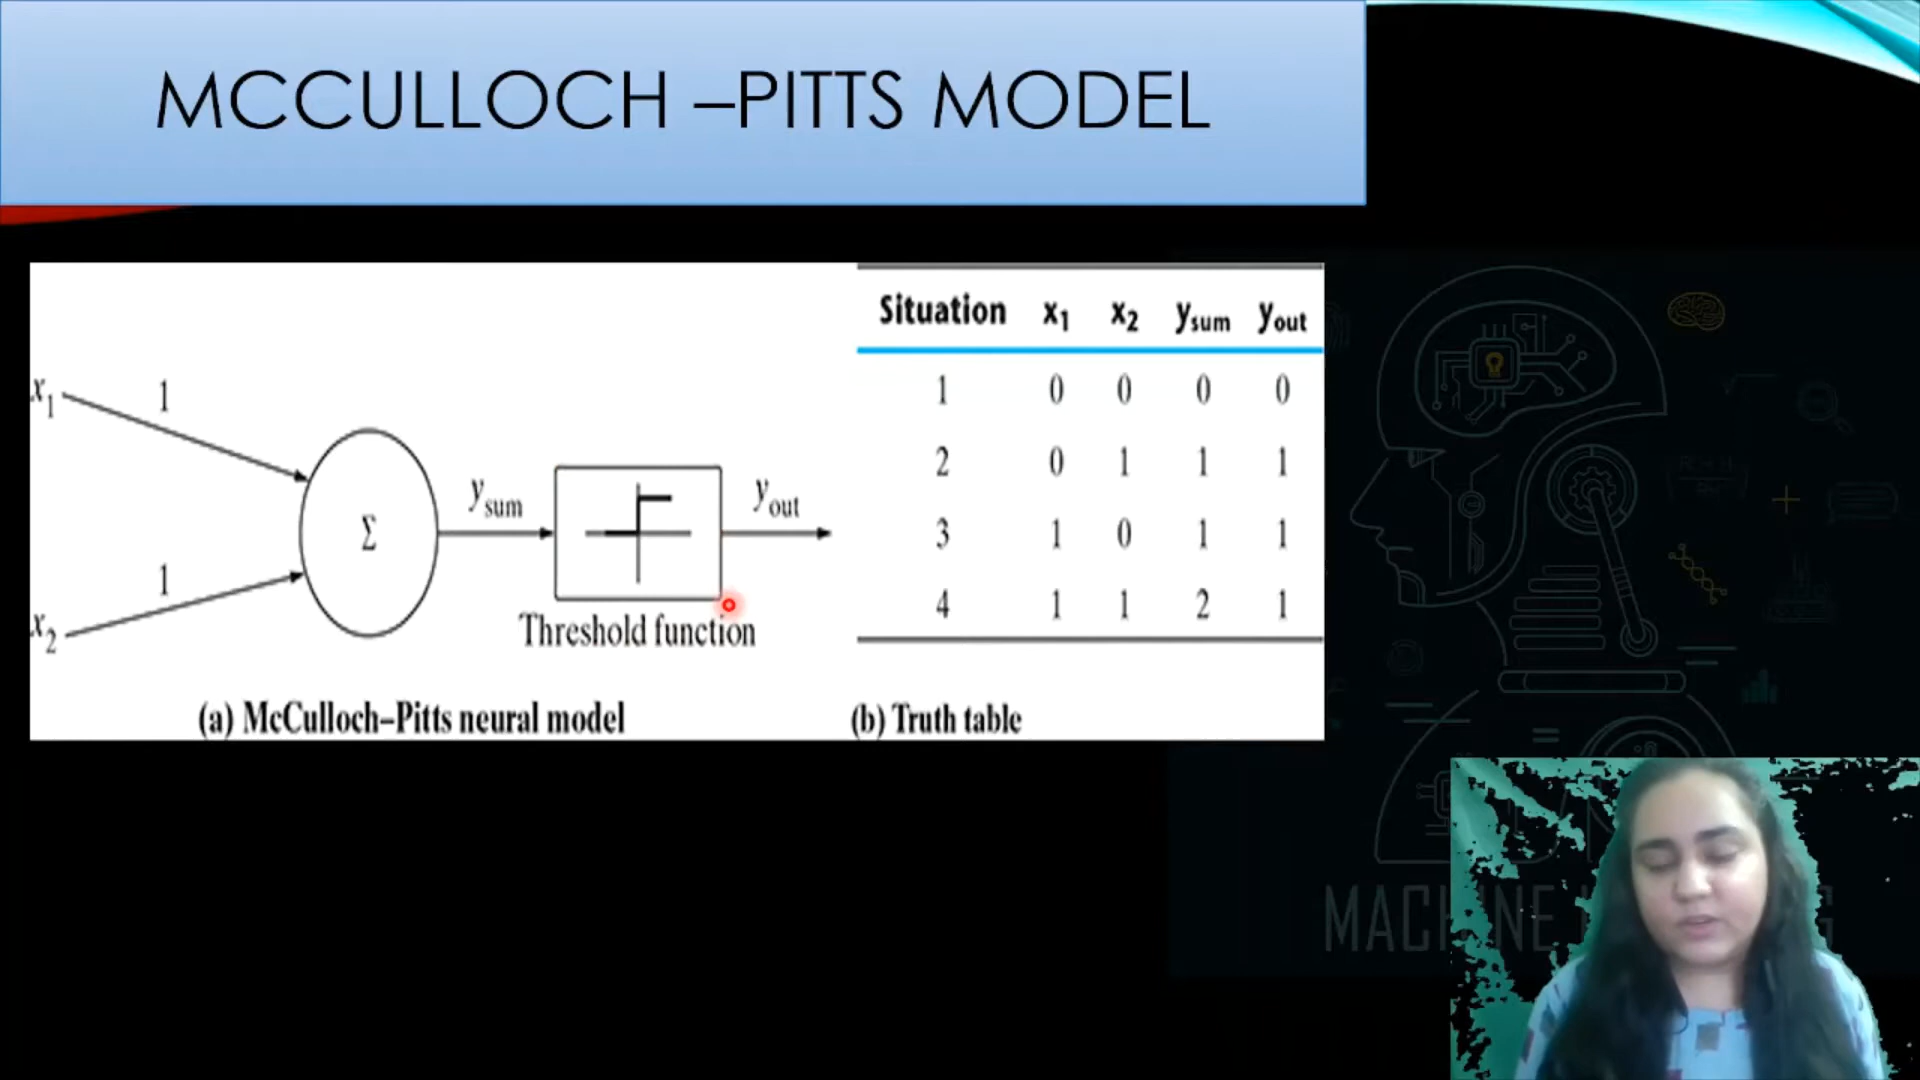 MCCULLOCH –PITTS MODEL
x1 1
x2 1
Σ
ysum
yout
Threshold function
(a) McCulloch–Pitts neural model
Situation x1 x2 ysum yout
1 0 0 0 0
2 0 1 1 1
3 1 0 1 1
4 1 1 2 1
(b) Truth table